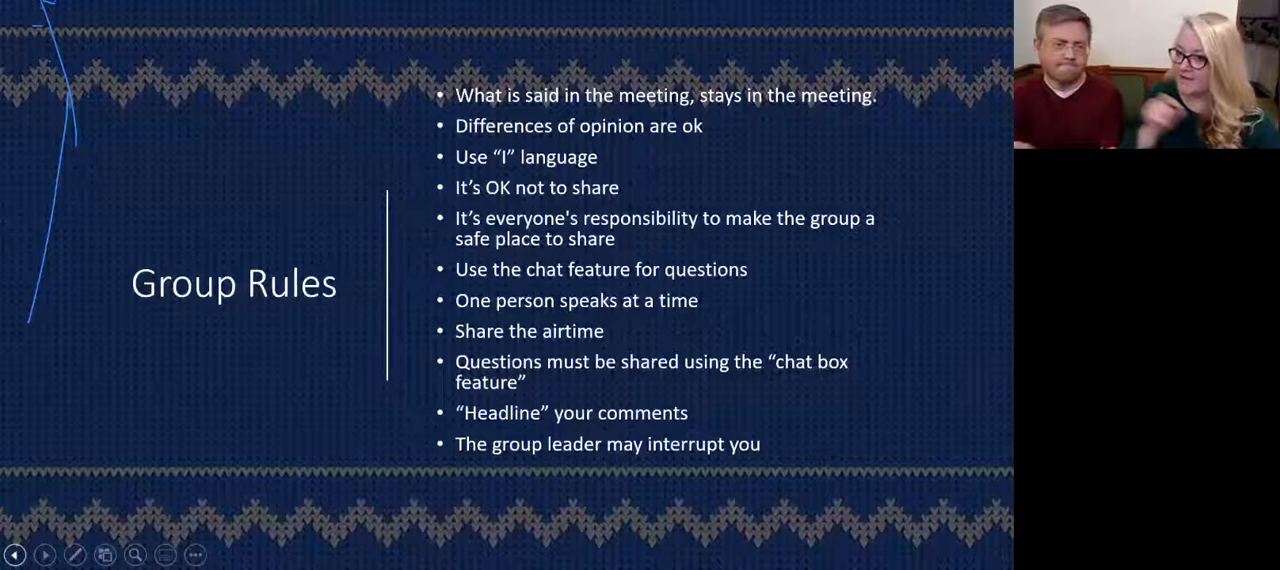 Group Rules
• What is said in the meeting, stays in the meeting.
• Differences of opinion are ok
• Use “I” language
• It’s OK not to share
• It’s everyone's responsibility to make the group a
safe place to share
• Use the chat feature for questions
• One person speaks at a time
• Share the airtime
• Questions must be shared using the “chat box
feature”
• “Headline” your comments
• The group leader may interrupt you